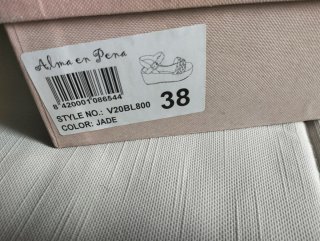 Alma en Pena
8 420001 086544
STYLE NO.: V20BL800
COLOR: JADE
38